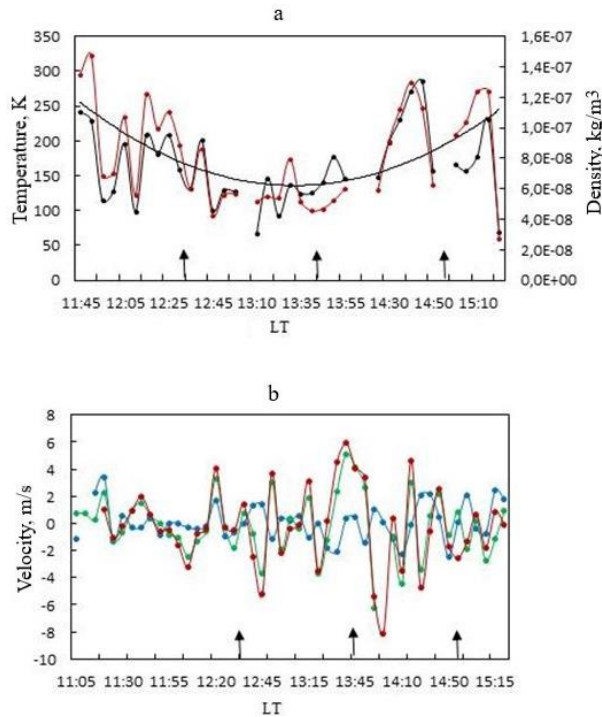 a
350 1,6E-07
300 1,4E-07
250 1,2E-07
200 1,0E-07
150 8,0E-08
100 6,0E-08
50 4,0E-08
0 2,0E-08
0,0E+00
Temperature, K
Density, kg/m3
11:45 12:05 12:25 12:45 13:10 13:35 13:55 14:30 14:50 15:10
LT
b
8
6
4
2
0
-2
-4
-6
-8
-10
Velocity, m/s
11:05 11:30 11:55 12:20 12:45 13:15 13:45 14:10 14:50 15:15
LT